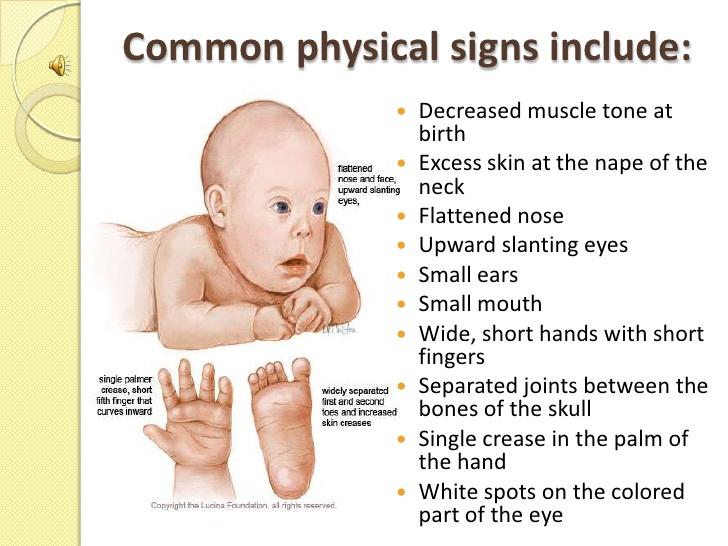 Common physical signs include:
flattened
nose and face,
upward slanting
eyes,
single palmer
crease, short
fifth finger that
curves inward
widely separated
first and second
toes and increased
skin creases
Copyright the Lucina Foundation, all rights reserved.
• Decreased muscle tone at
birth
• Excess skin at the nape of the
neck
• Flattened nose
• Upward slanting eyes
• Small ears
• Small mouth
• Wide, short hands with short
fingers
• Separated joints between the
bones of the skull
• Single crease in the palm of
the hand
• White spots on the colored
part of the eye